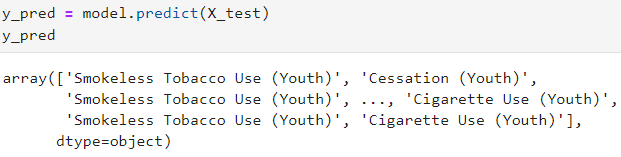 y_pred = model.predict(X_test)
y_pred
array(['Smokeless Tobacco Use (Youth)', 'Cessation (Youth)',
'Smokeless Tobacco Use (Youth)', ..., 'Cigarette Use (Youth)',
'Smokeless Tobacco Use (Youth)', 'Cigarette Use (Youth)'],
dtype=object)